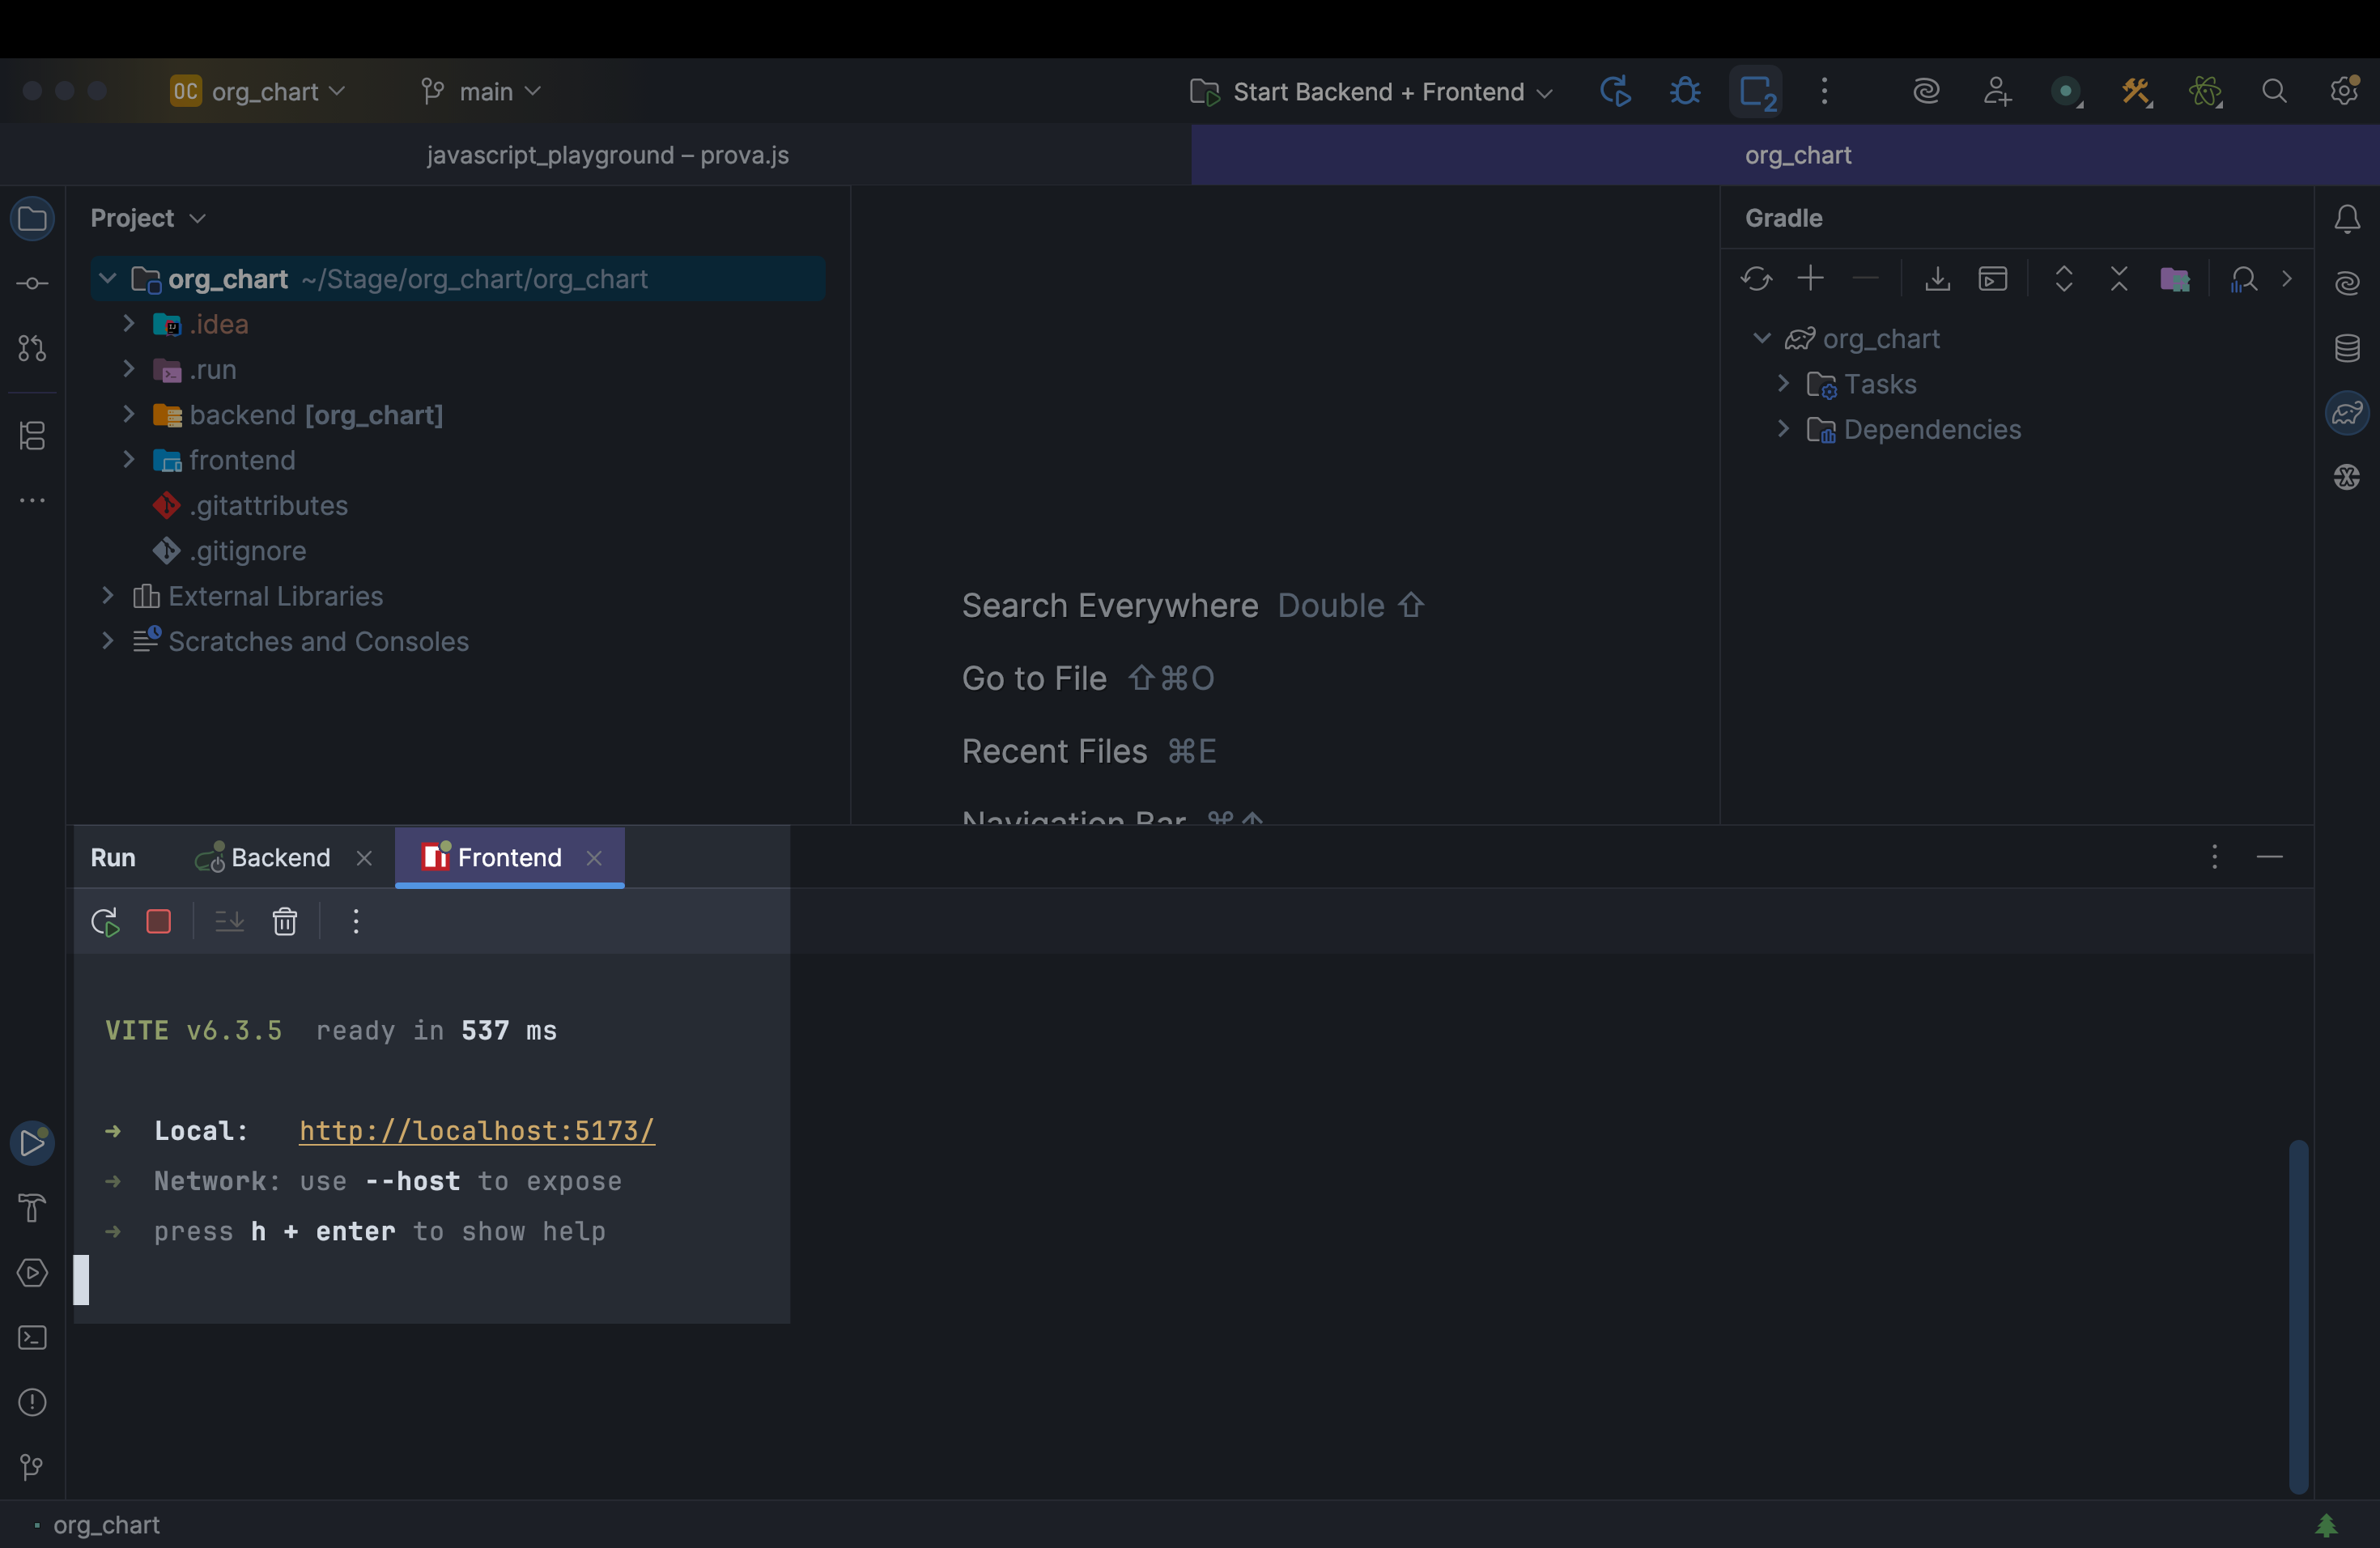 OC org_chart main Start Backend + Frontend 2
javascript_playground – prova.js org_chart
Project
org_chart ~/Stage/org_chart/org_chart
.idea
.run
backend [org_chart]
frontend
.gitattributes
.gitignore
External Libraries
Scratches and Consoles
Search Everywhere Double ⇧
Go to File ⇧⌘O
Recent Files ⌘E
Navigation Bar ⌘↑
Gradle
org_chart
Tasks
Dependencies
Run Backend Frontend
VITE v6.3.5 ready in 537 ms
➜ Local: http://localhost:5173/
➜ Network: use --host to expose
➜ press h + enter to show help
org_chart